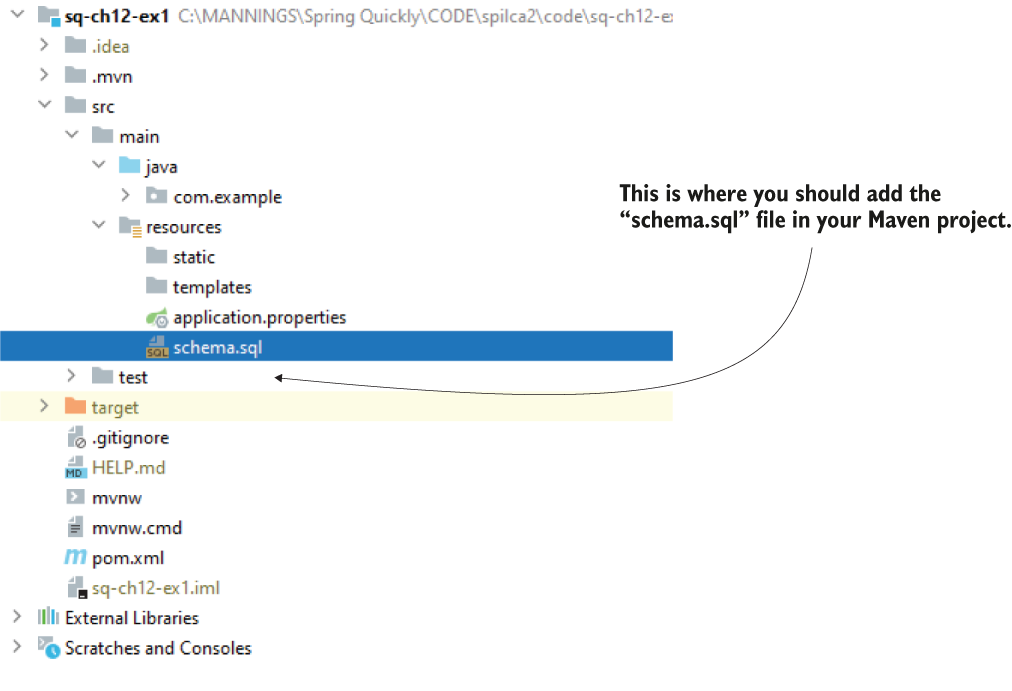 sq-ch12-ex1 C:\MANNINGS\Spring Quickly\CODE\spilca2\code\sq-ch12-e
.idea
.mvn
src
main
java
com.example
This is where you should add the
“schema.sql” file in your Maven project.
resources
static
templates
application.properties
SQL schema.sql
test
target
.gitignore
MD HELP.md
mvnw
mvnw.cmd
m pom.xml
sq-ch12-ex1.iml
External Libraries
Scratches and Consoles